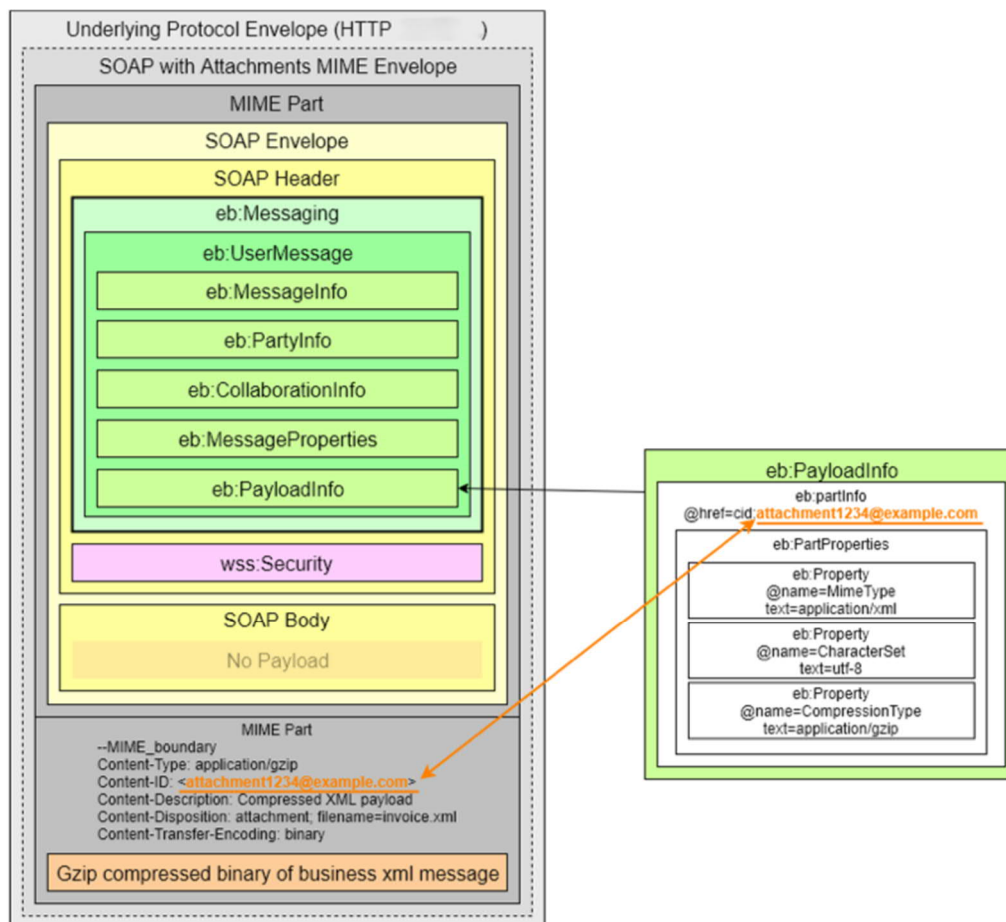 Underlying Protocol Envelope (HTTP .)
SOAP with Attachments MIME Envelope
MIME Part
SOAP Envelope
SOAP Header
eb:Messaging
eb:UserMessage
eb:MessageInfo
eb:PartyInfo
eb:CollaborationInfo
eb:MessageProperties
eb:PayloadInfo
wss:Security
SOAP Body
No Payload
MIME Part
--MIME_boundary
Content-Type: application/gzip
Content-ID: <attachment1234@example.com>
Content-Description: Compressed XML payload
Content-Disposition: attachment; filename=invoice.xml
Content-Transfer-Encoding: binary
Gzip compressed binary of business xml message
eb:PayloadInfo
eb:partInfo
@href=cid:attachment1234@example.com
eb:PartProperties
eb:Property
@name=MimeType
text=application/xml
eb:Property
@name=CharacterSet
text=utf-8
eb:Property
@name=CompressionType
text=application/gzip